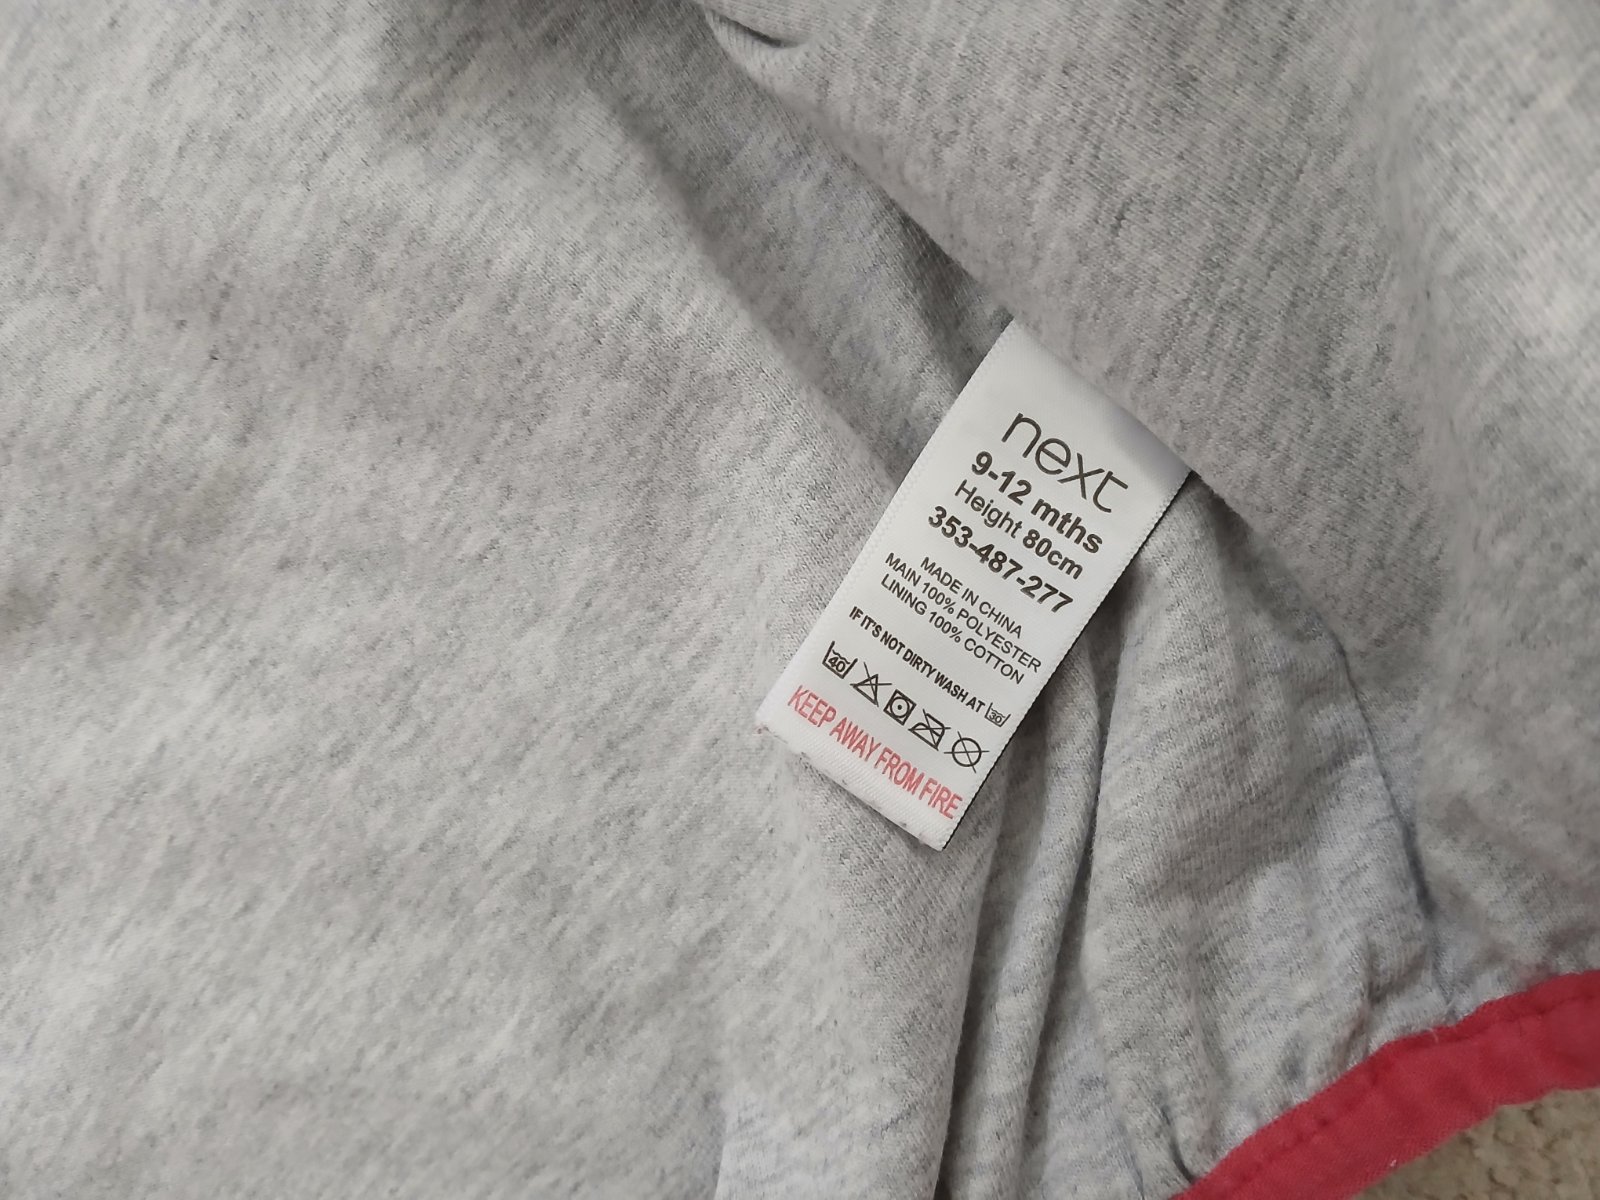 next
9-12 mths
Height 80cm
353-487-277
MADE IN CHINA
MAIN 100% POLYESTER
LINING 100% COTTON
IF IT'S NOT DIRTY WASH AT 30
40
KEEP AWAY FROM FIRE